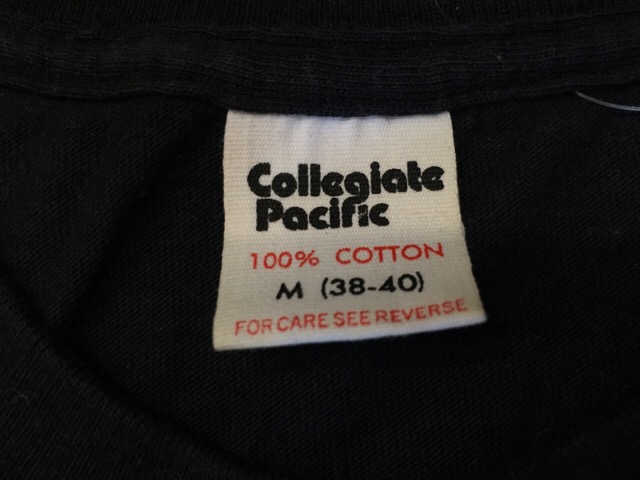 Collegiate
Pacific
100% COTTON
M (38-40)
FOR CARE SEE REVERSE